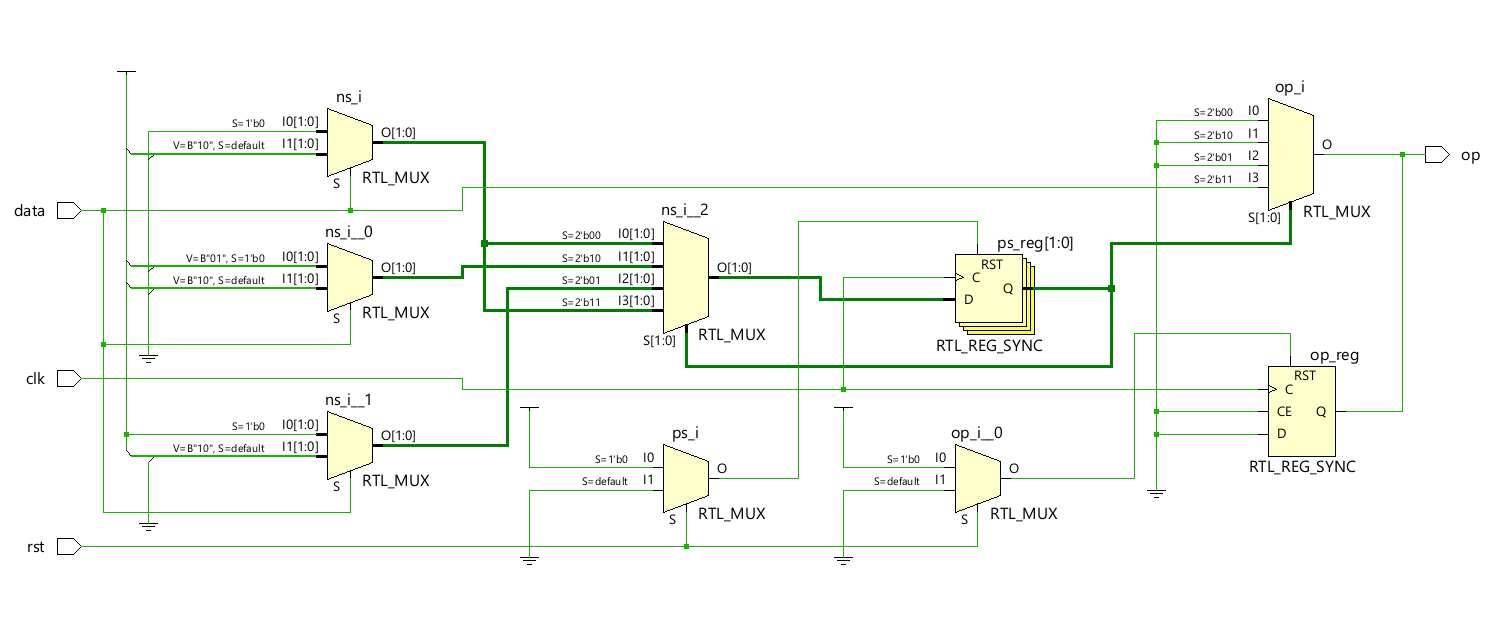 ns_i
S=1'b0 I0[1:0]
V=B"10", S=default I1[1:0]
O[1:0]
S
RTL_MUX
data
ns_i__0
V=B"01", S=1'b0 I0[1:0]
V=B"10", S=default I1[1:0]
O[1:0]
S
RTL_MUX
clk
ns_i__1
S=1'b0 I0[1:0]
V=B"10", S=default I1[1:0]
O[1:0]
S
RTL_MUX
rst
ns_i__2
S=2'b00 I0[1:0]
S=2'b10 I1[1:0]
S=2'b01 I2[1:0]
S=2'b11 I3[1:0]
O[1:0]
S[1:0]
RTL_MUX
ps_i
S=1'b0 I0
S=default I1
O
S
RTL_MUX
ps_reg[1:0]
RST
C
Q
D
RTL_REG_SYNC
op_i__0
S=1'b0 I0
S=default I1
O
S
RTL_MUX
op_i
S=2'b00 I0
S=2'b10 I1
S=2'b01 I2
S=2'b11 I3
O
S[1:0]
RTL_MUX
op
op_reg
RST
C
CE Q
D
RTL_REG_SYNC